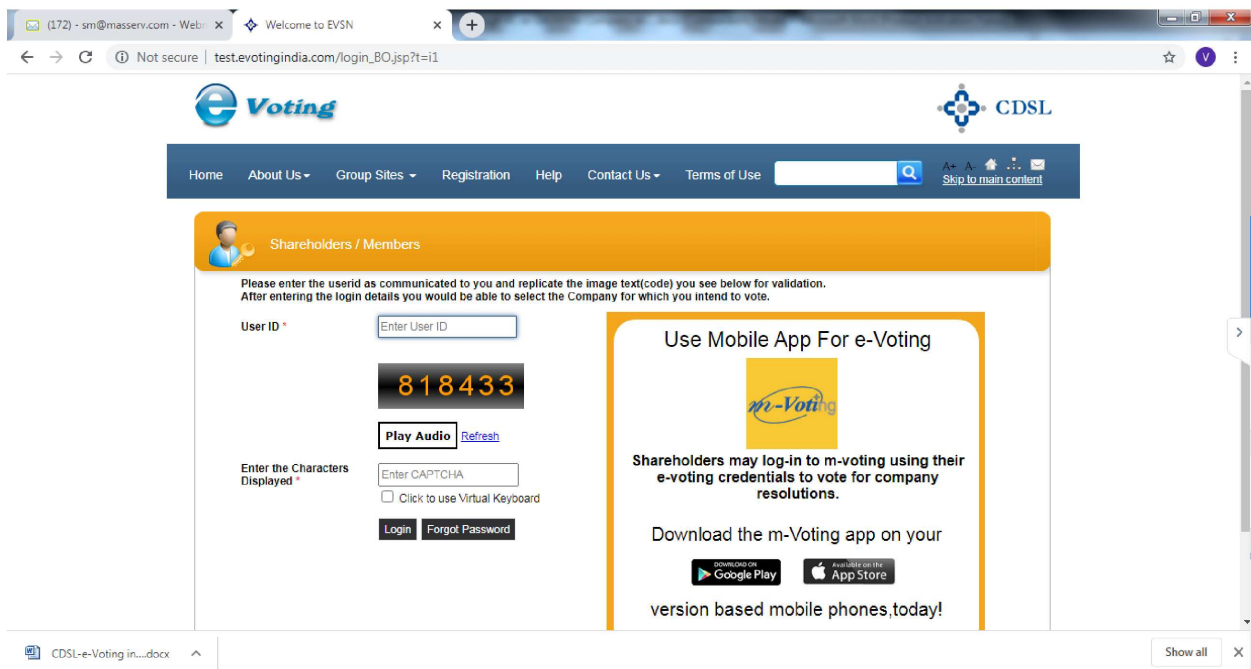 (172) - sm@masserv.com - Webm
Welcome to EVSN
Not secure | test.evotingindia.com/login_BO.jsp?t=i1
V
e Voting
CDSL
Home About Us Group Sites Registration Help Contact Us Terms of Use
A+ A-
Skip to main content
Shareholders / Members
Please enter the userid as communicated to you and replicate the image text(code) you see below for validation.
After entering the login details you would be able to select the Company for which you intend to vote.
User ID *
Enter User ID
818433
Play Audio Refresh
Enter the Characters
Displayed *
Enter CAPTCHA
Click to use Virtual Keyboard
Login Forgot Password
Use Mobile App For e-Voting
m-Voting
Shareholders may log-in to m-voting using their
e-voting credentials to vote for company
resolutions.
Download the m-Voting app on your
DOWNLOAD ON
Google Play
Available on the
App Store
version based mobile phones,today!
CDSL-e-Voting in....docx
Show all